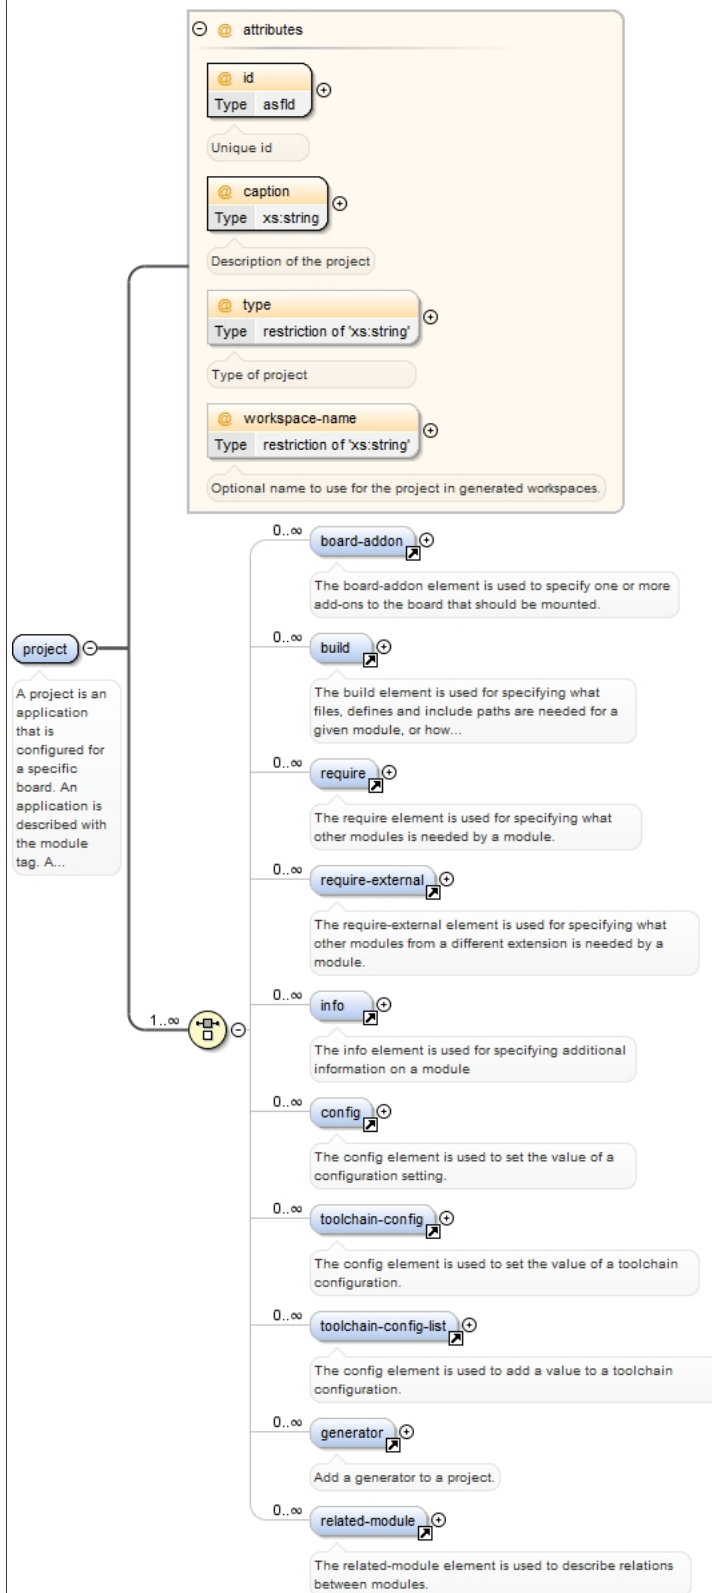 @ attributes
@ id
Type asfId
Unique id
@ caption
Type xs:string
Description of the project
@ type
Type restriction of 'xs:string'
Type of project
@ workspace-name
Type restriction of 'xs:string'
Optional name to use for the project in generated workspaces.
0..∞
board-addon
The board-addon element is used to specify one or more
add-ons to the board that should be mounted.
0..∞
build
The build element is used for specifying what
files, defines and include paths are needed for a
given module, or how...
project
A project is an
application
that is
configured for
a specific
board. An
application is
described with
the module
tag. A...
0..∞
require
The require element is used for specifying what
other modules is needed by a module.
0..∞
require-external
The require-external element is used for specifying what
other modules from a different extension is needed by a
module.
1..∞
0..∞
info
The info element is used for specifying additional
information on a module
0..∞
config
The config element is used to set the value of a
configuration setting.
0..∞
toolchain-config
The config element is used to set the value of a toolchain
configuration.
0..∞
toolchain-config-list
The config element is used to add a value to a toolchain
configuration.
0..∞
generator
Add a generator to a project.
0..∞
related-module
The related-module element is used to describe relations
between modules.